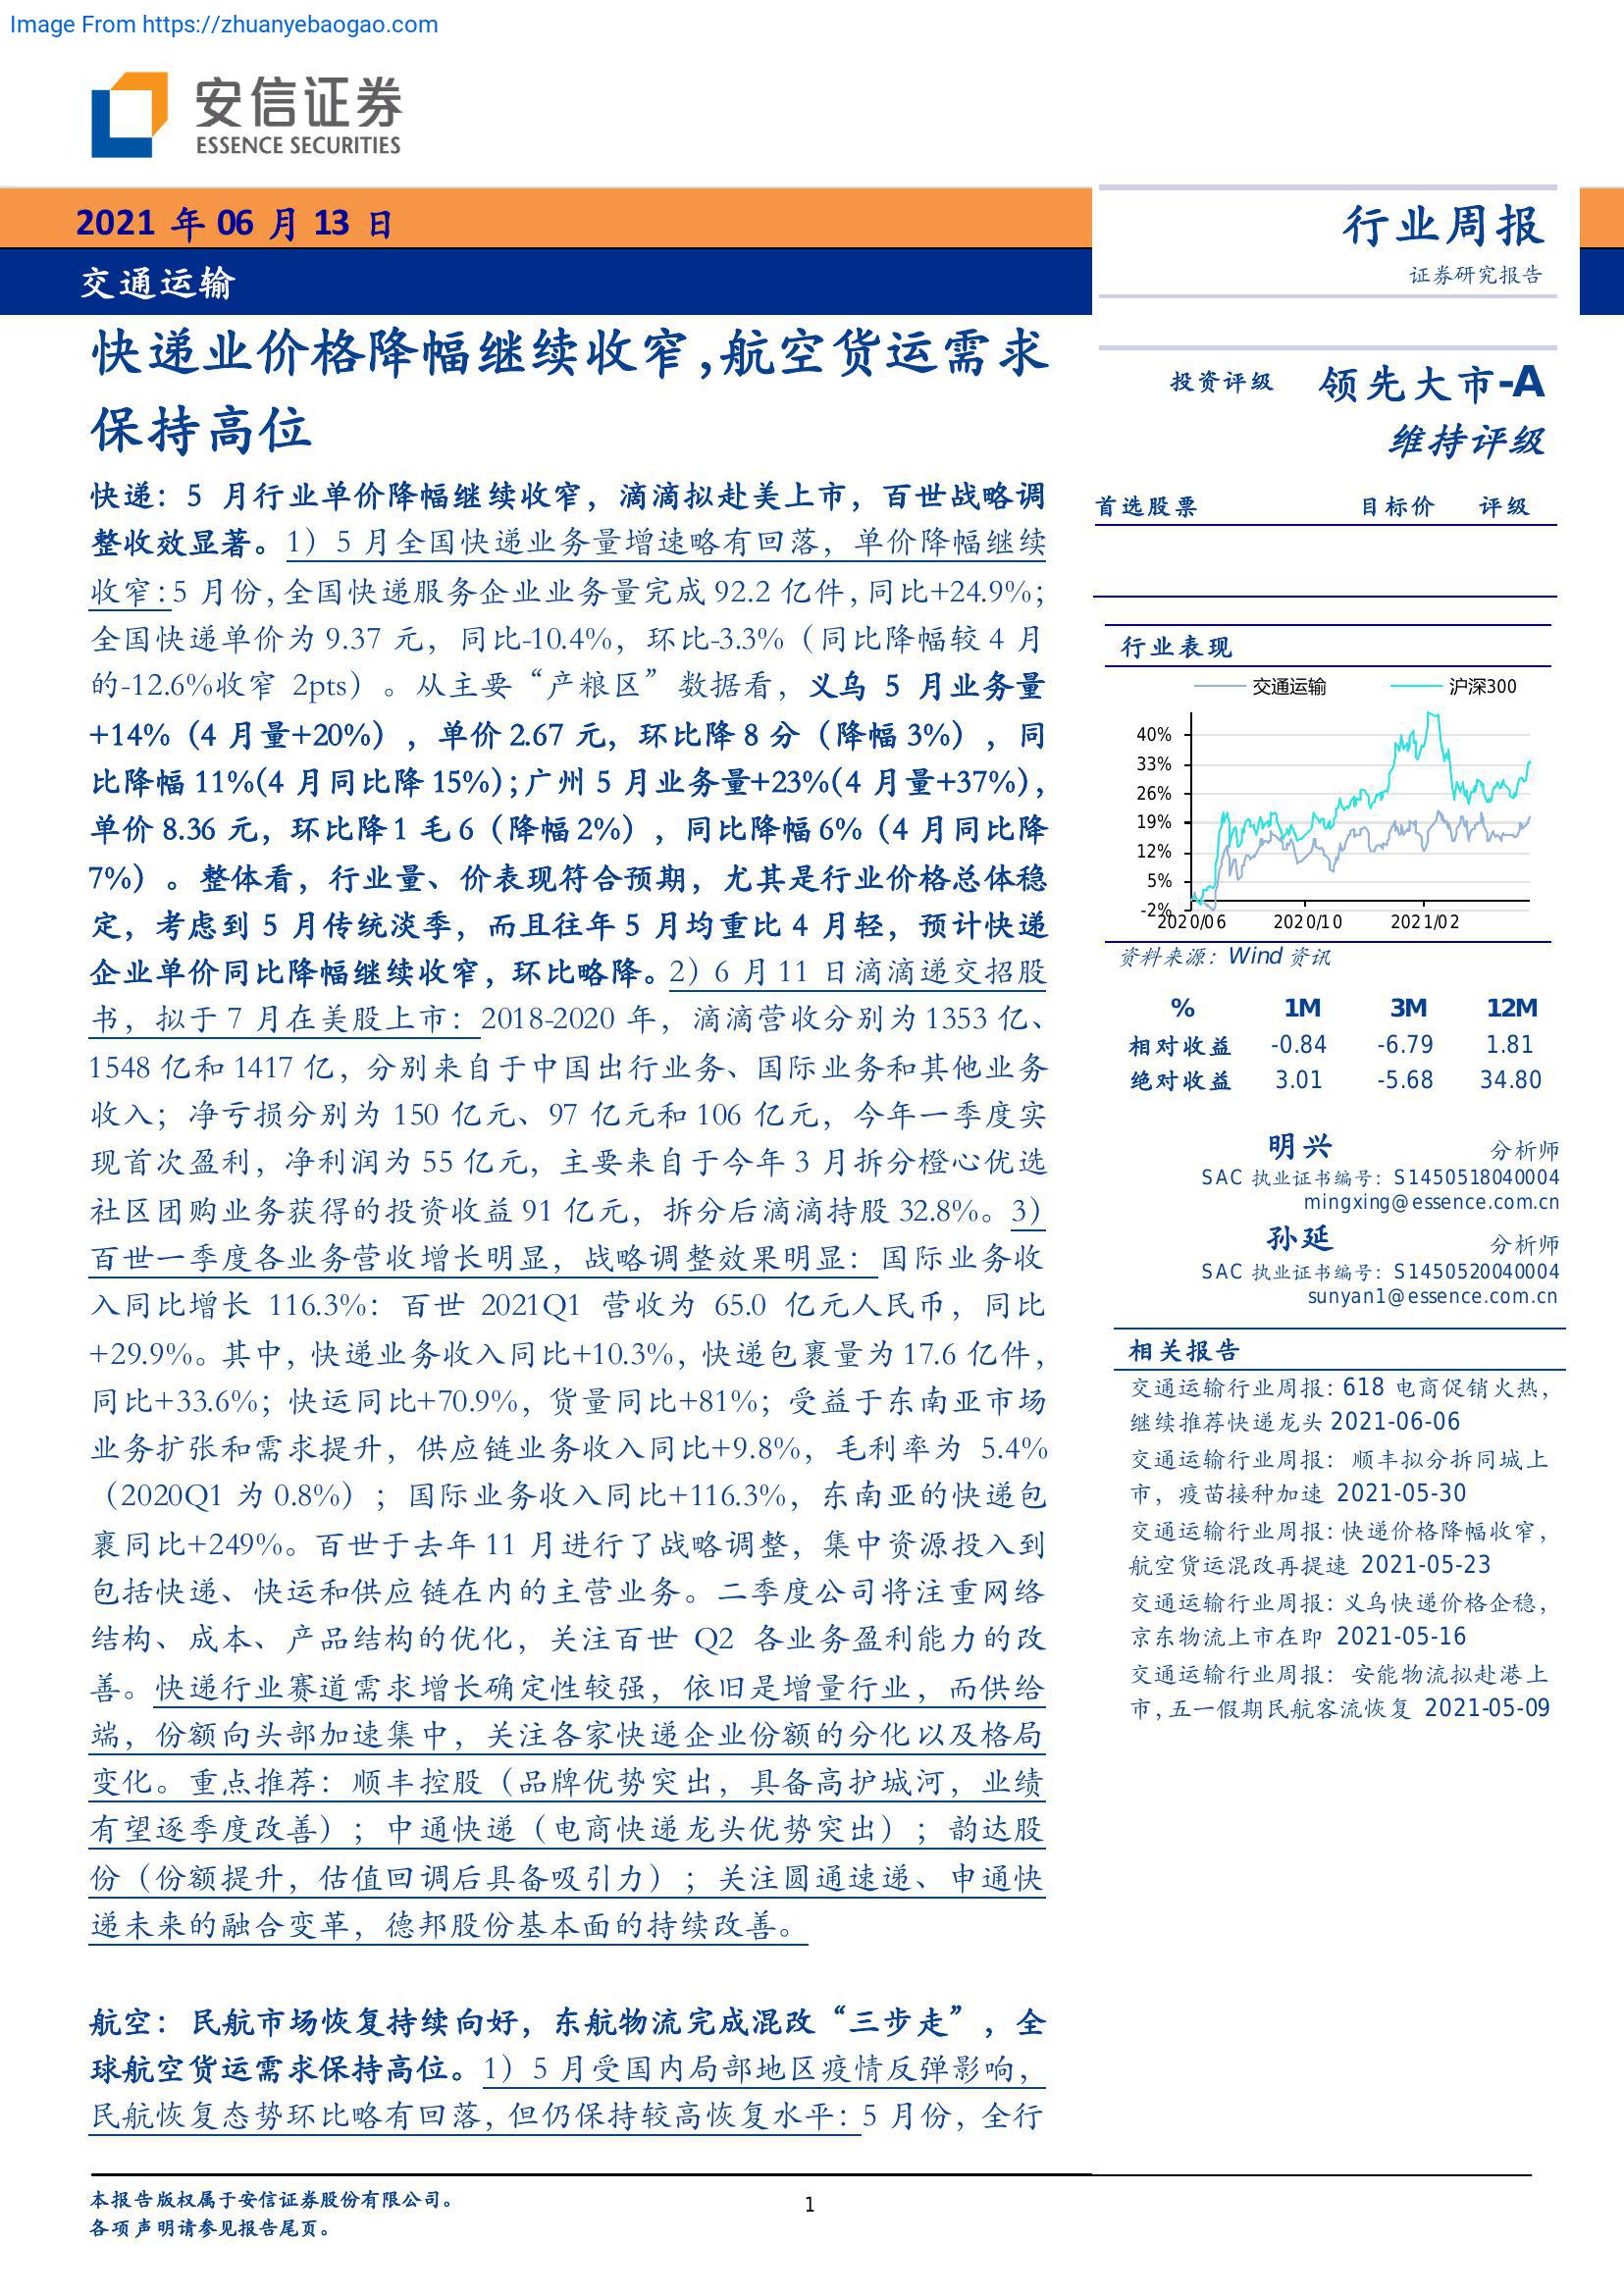 Image From https://zhuanyebaogao.com
安信证券
ESSENCE SECURITIES
2021 年 06 月 13 日
交通运输
行业周报
证券研究报告
快递业价格降幅继续收窄,航空货运需求
保持高位
快递：5 月行业单价降幅继续收窄，滴滴拟赴美上市，百世战略调
整收效显著。1）5 月全国快递业务量增速略有回落，单价降幅继续
收窄:5 月份,全国快递服务企业业务量完成 92.2 亿件,同比+24.9%;
全国快递单价为 9.37 元，同比-10.4%，环比-3.3%（同比降幅较 4 月
的-12.6%收窄 2pts）。从主要“产粮区”数据看，义乌 5 月业务量
+14%（4 月量+20%），单价 2.67 元，环比降 8 分（降幅 3%），同
比降幅 11%(4 月同比降 15%);广州 5 月业务量+23%(4 月量+37%),
单价 8.36 元，环比降 1 毛 6（降幅 2%），同比降幅 6%（4 月同比降
7%）。整体看，行业量、价表现符合预期，尤其是行业价格总体稳
定，考虑到 5 月传统淡季，而且往年 5 月均重比 4 月轻，预计快递
企业单价同比降幅继续收窄，环比略降。2）6 月 11 日滴滴递交招股
书，拟于 7 月在美股上市：2018-2020 年，滴滴营收分别为 1353 亿、
1548 亿和 1417 亿，分别来自于中国出行业务、国际业务和其他业务
收入；净亏损分别为 150 亿元、97 亿元和 106 亿元，今年一季度实
现首次盈利，净利润为 55 亿元，主要来自于今年 3 月拆分橙心优选
社区团购业务获得的投资收益 91 亿元，拆分后滴滴持股 32.8%。3）
百世一季度各业务营收增长明显，战略调整效果明显：国际业务收
入同比增长 116.3%：百世 2021Q1 营收为 65.0 亿元人民币，同比
+29.9%。其中,快递业务收入同比+10.3%,快递包裹量为 17.6 亿件,
同比+33.6%；快运同比+70.9%，货量同比+81%；受益于东南亚市场
业务扩张和需求提升，供应链业务收入同比+9.8%，毛利率为 5.4%
（2020Q1 为 0.8%）；国际业务收入同比+116.3%，东南亚的快递包
裹同比+249%。百世于去年 11 月进行了战略调整，集中资源投入到
包括快递、快运和供应链在内的主营业务。二季度公司将注重网络
结构、成本、产品结构的优化，关注百世 Q2 各业务盈利能力的改
善。快递行业赛道需求增长确定性较强，依旧是增量行业，而供给
端，份额向头部加速集中，关注各家快递企业份额的分化以及格局
变化。重点推荐：顺丰控股（品牌优势突出，具备高护城河，业绩
有望逐季度改善）；中通快递（电商快递龙头优势突出）；韵达股
份（份额提升，估值回调后具备吸引力）；关注圆通速递、申通快
递未来的融合变革，德邦股份基本面的持续改善。
航空：民航市场恢复持续向好，东航物流完成混改“三步走”，全
球航空货运需求保持高位。1）5 月受国内局部地区疫情反弹影响，
民航恢复态势环比略有回落,但仍保持较高恢复水平：5 月份，全行
投资评级 领先大市-A
维持评级
首选股票 目标价 评级
行业表现
交通运输 沪深300
40%
33%
26%
19%
12%
5%
-2%
2020/06 2020/10 2021/02
资料来源：Wind 资讯
% 1M 3M 12M
相对收益 -0.84 -6.79 1.81
绝对收益 3.01 -5.68 34.80
明兴 分析师
SAC 执业证书编号：S1450518040004
mingxing@essence.com.cn
孙延 分析师
SAC 执业证书编号：S1450520040004
sunyan1@essence.com.cn
相关报告
交通运输行业周报：618 电商促销火热，
继续推荐快递龙头 2021-06-06
交通运输行业周报：顺丰拟分拆同城上
市，疫苗接种加速 2021-05-30
交通运输行业周报：快递价格降幅收窄，
航空货运混改再提速 2021-05-23
交通运输行业周报：义乌快递价格企稳，
京东物流上市在即 2021-05-16
交通运输行业周报：安能物流拟赴港上
市,五一假期民航客流恢复 2021-05-09
本报告版权属于安信证券股份有限公司。
各项声明请参见报告尾页。
1